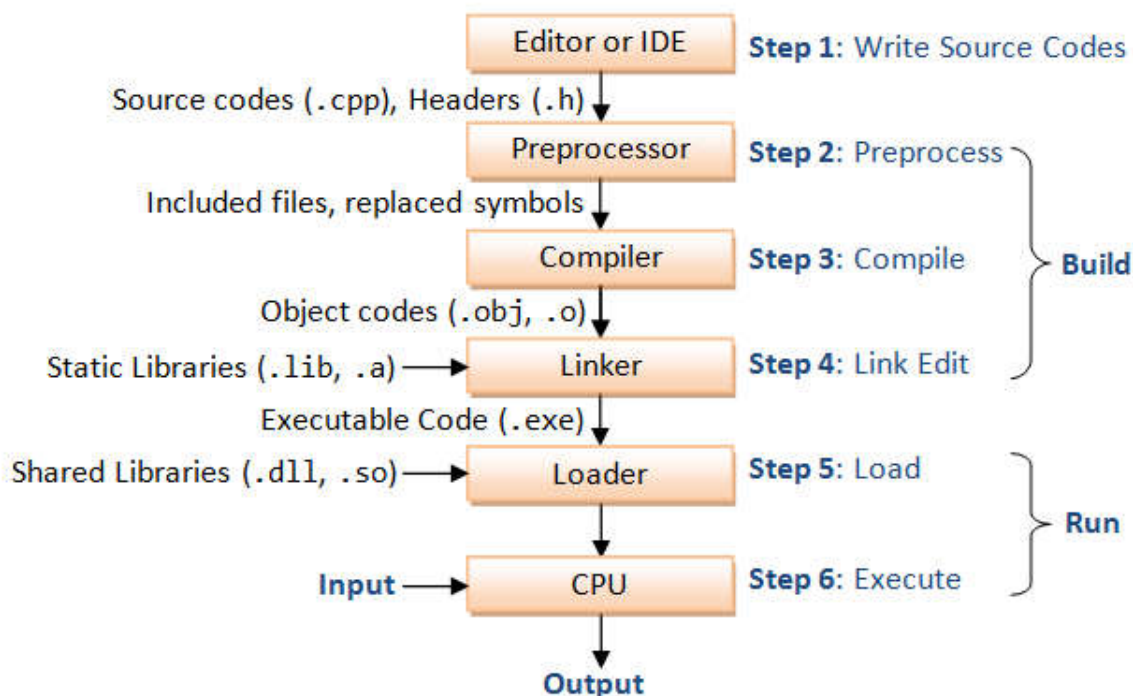 Editor or IDE
Step 1: Write Source Codes
Source codes (.cpp), Headers (.h)
Preprocessor
Step 2: Preprocess
Included files, replaced symbols
Compiler
Step 3: Compile
Build
Object codes (.obj, .o)
Static Libraries (.lib, .a)
Linker
Step 4: Link Edit
Executable Code (.exe)
Shared Libraries (.dll, .so)
Loader
Step 5: Load
Run
Input
CPU
Step 6: Execute
Output